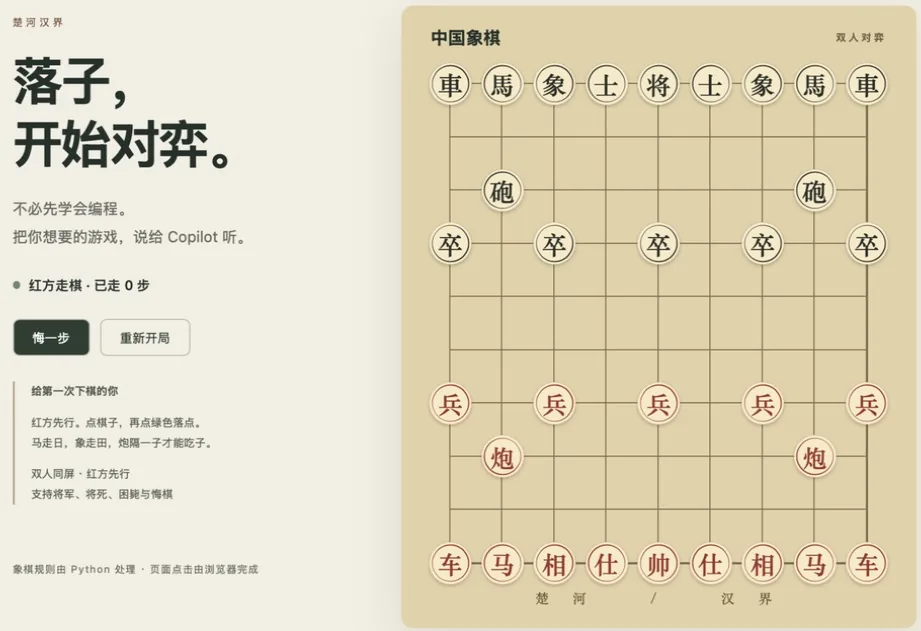 楚河汉界
落子，
开始对弈。
不必先学会编程。
把你想要的游戏，说给 Copilot 听。
红方走棋 · 已走 0 步
悔一步 重新开局
给第一次下棋的你
红方先行。点棋子，再点绿色落点。
马走日，象走田，炮隔一子才能吃子。
双人同屏 · 红方先行
支持将军、将死、困毙与悔棋
象棋规则由 Python 处理 · 页面点击由浏览器完成
中国象棋 双人对弈
車 馬 象 士 将 士 象 馬 車
砲 砲
卒 卒 卒 卒 卒
兵 兵 兵 兵 兵
炮 炮
车 马 相 仕 帅 仕 相 马 车
楚 河 / 汉 界